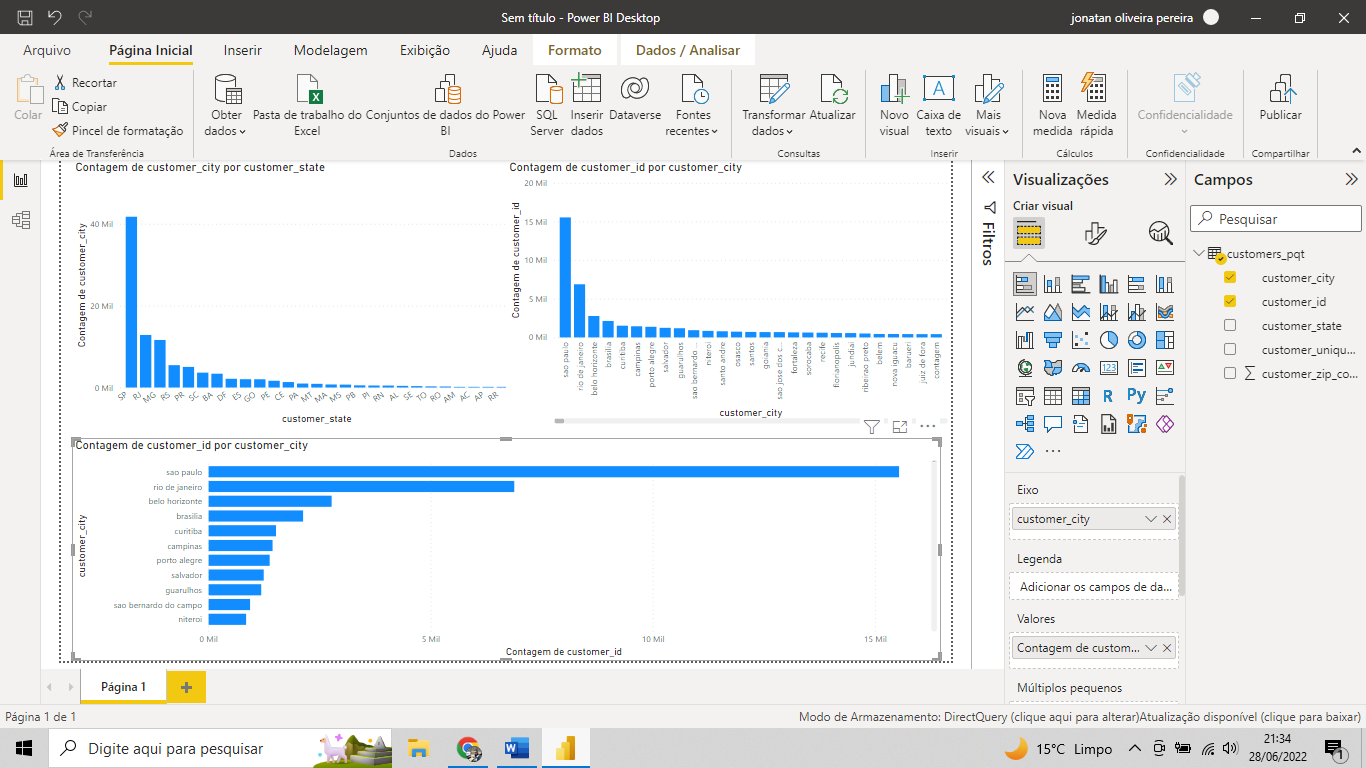 Sem título - Power BI Desktop
jonatan oliveira pereira
Arquivo
Página Inicial
Inserir
Modelagem
Exibição
Ajuda
Formato
Dados / Analisar
Colar
Recortar
Copiar
Pincel de formatação
Área de Transferência
Obter
dados
Pasta de trabalho do
Excel
Conjuntos de dados do Power
BI
SQL
Server
Inserir
dados
Dataverse
Fontes
recentes
Dados
Transformar
dados
Atualizar
Consultas
Novo
visual
Caixa de
texto
Mais
visuais
Inserir
Nova
medida
Medida
rápida
Cálculos
Confidencialidade
Confidencialidade
Publicar
Compartilhar
Contagem de customer_city por customer_state
Contagem de customer_city
40 Mil
20 Mil
0 Mil
SP
RJ
MG
RS
PR
SC
BA
DF
ES
GO
PE
CE
PA
MT
MA
MS
PB
PI
RN
AL
SE
TO
RO
AM
AC
AP
RR
customer_state
Contagem de customer_id por customer_city
Contagem de customer_id
20 Mil
15 Mil
10 Mil
5 Mil
0 Mil
sao paulo
rio de janeiro
belo horizonte
brasilia
curitiba
campinas
porto alegre
salvador
guarulhos
sao bernardo ...
niteroi
santo andre
osasco
santos
goiania
sao jose dos c...
fortaleza
sorocaba
recife
florianopolis
jundiai
ribeirao preto
belem
nova iguacu
barueri
juiz de fora
contagem
customer_city
Contagem de customer_id por customer_city
customer_city
sao paulo
rio de janeiro
belo horizonte
brasilia
curitiba
campinas
porto alegre
salvador
guarulhos
sao bernardo do campo
niteroi
0 Mil
5 Mil
10 Mil
15 Mil
Contagem de customer_id
Filtros
Visualizações
Criar visual
123
R
Py
Eixo
customer_city
Legenda
Adicionar os campos de da...
Valores
Contagem de custom...
Múltiplos pequenos
Campos
Pesquisar
customers_pqt
customer_city
customer_id
customer_state
customer_uniqu...
customer_zip_co...
Página 1
Página 1 de 1
Modo de Armazenamento: DirectQuery (clique aqui para alterar)
Atualização disponível (clique para baixar)
Digite aqui para pesquisar
15°C Limpo
21:34
28/06/2022
1